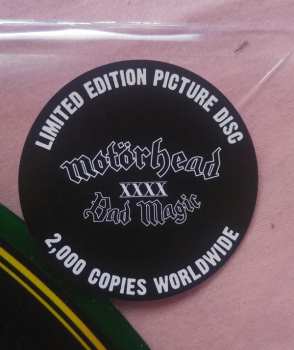 LIMITED EDITION PICTURE DISC
motörhead
XXXX
Bad Magic
2,000 COPIES WORLDWIDE